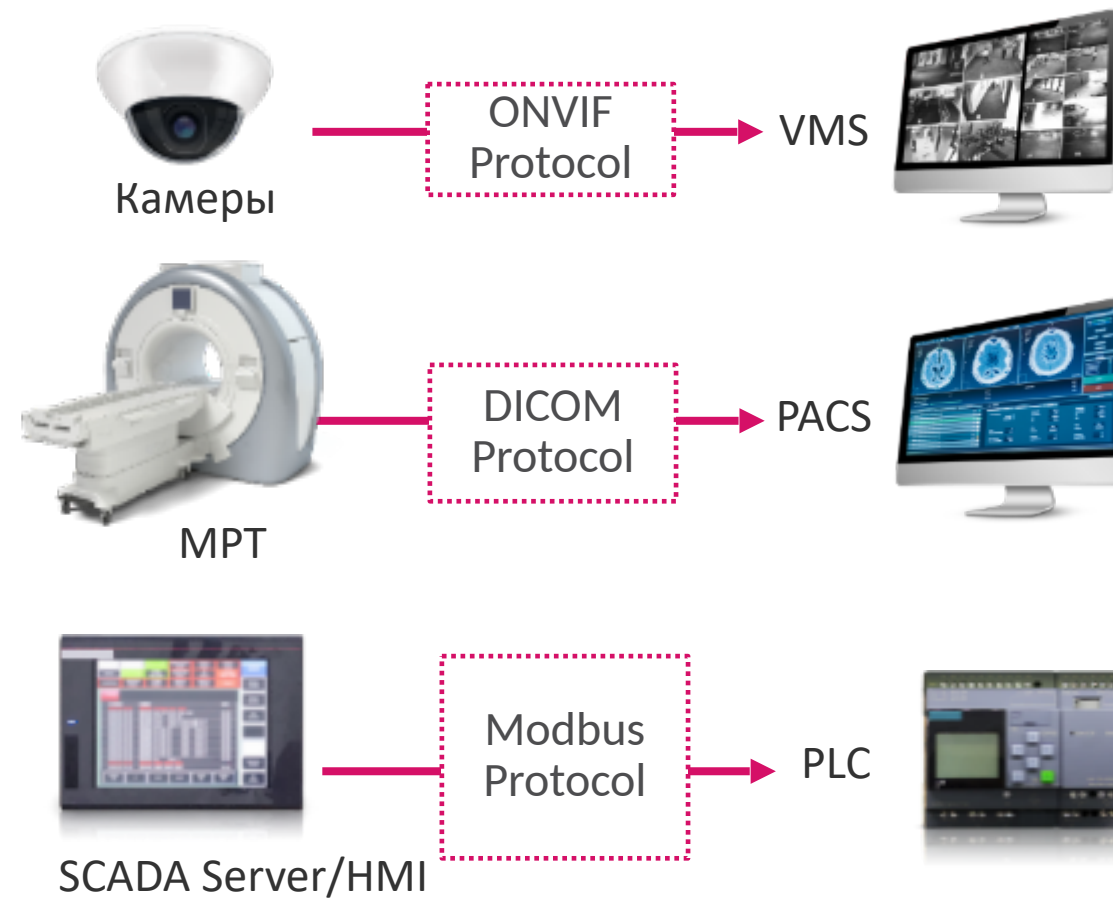 ONVIF
Protocol
VMS
Камеры
DICOM
Protocol
PACS
МРТ
Modbus
Protocol
PLC
SCADA Server/HMI